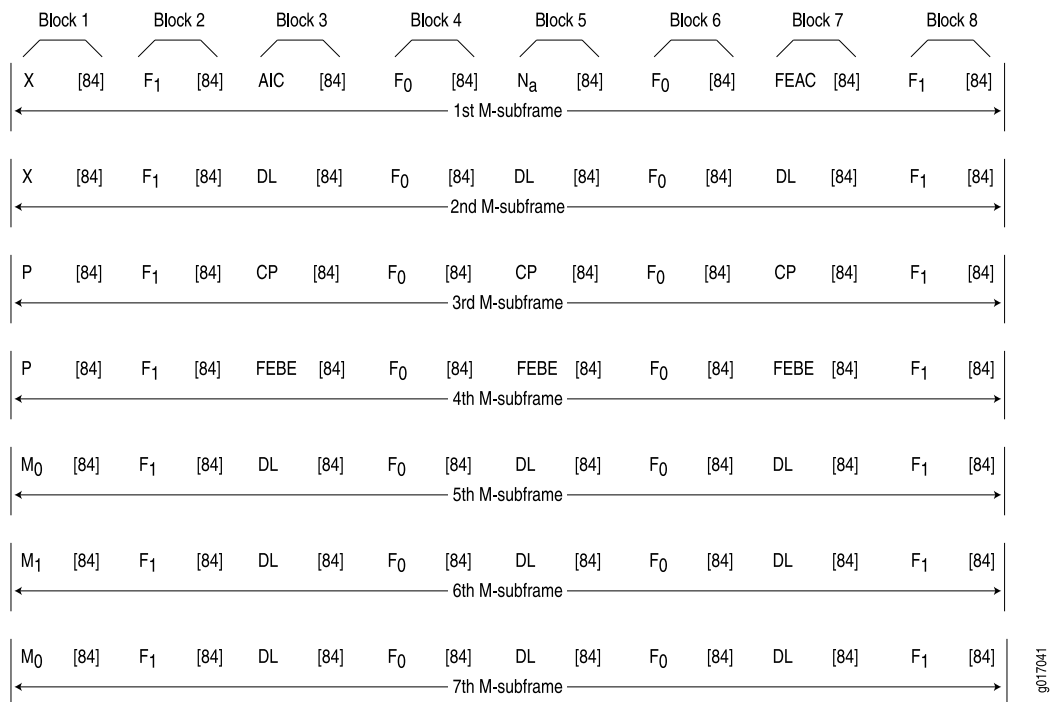 Block 1 Block 2 Block 3 Block 4 Block 5 Block 6 Block 7 Block 8
X [84] F1 [84] AIC [84] F0 [84] Na [84] F0 [84] FEAC [84] F1 [84]
1st M-subframe
X [84] F1 [84] DL [84] F0 [84] DL [84] F0 [84] DL [84] F1 [84]
2nd M-subframe
P [84] F1 [84] CP [84] F0 [84] CP [84] F0 [84] CP [84] F1 [84]
3rd M-subframe
P [84] F1 [84] FEBE [84] F0 [84] FEBE [84] F0 [84] FEBE [84] F1 [84]
4th M-subframe
M0 [84] F1 [84] DL [84] F0 [84] DL [84] F0 [84] DL [84] F1 [84]
5th M-subframe
M1 [84] F1 [84] DL [84] F0 [84] DL [84] F0 [84] DL [84] F1 [84]
6th M-subframe
M0 [84] F1 [84] DL [84] F0 [84] DL [84] F0 [84] DL [84] F1 [84]
7th M-subframe
g017041